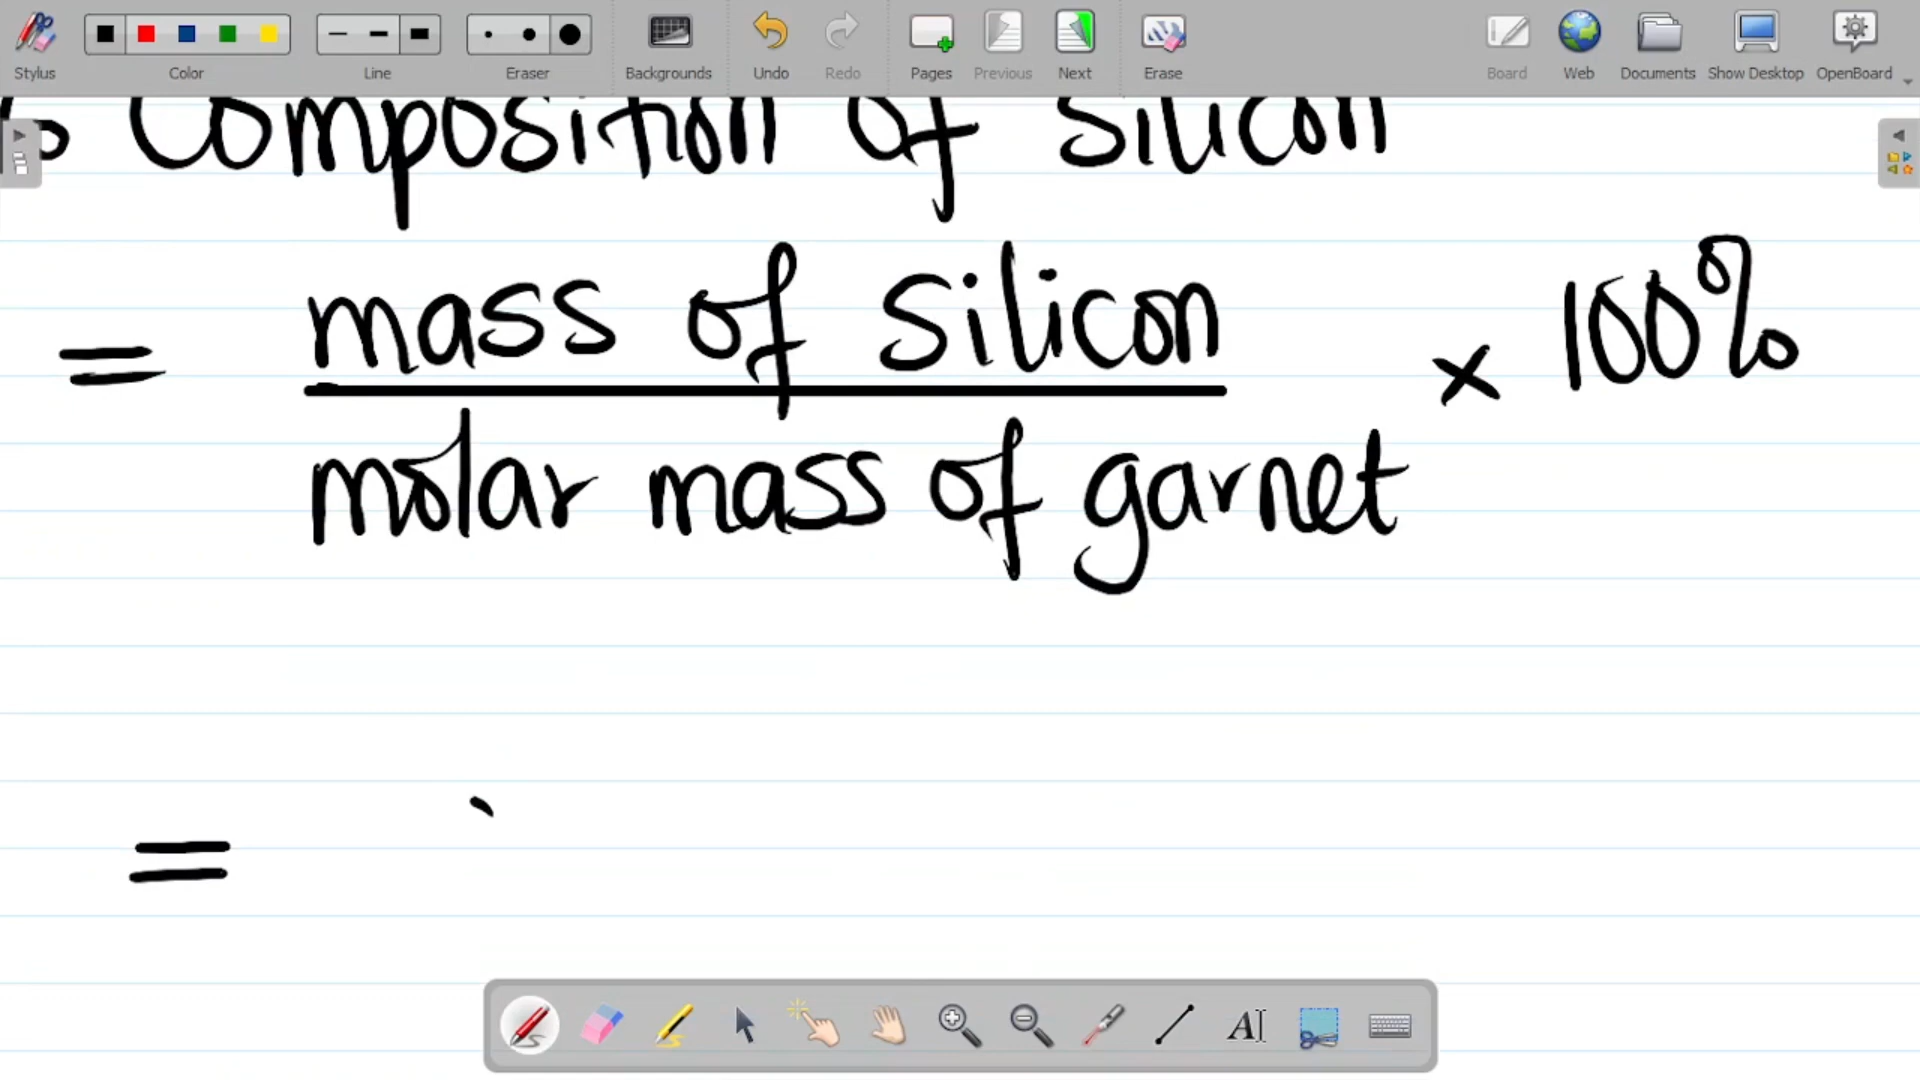 Stylus Color Line Eraser Backgrounds Undo Redo Pages Previous Next Erase Board Web Documents Show Desktop OpenBoard
% Composition of Silicon
= mass of Silicon × 100%
molar mass of garnet
=